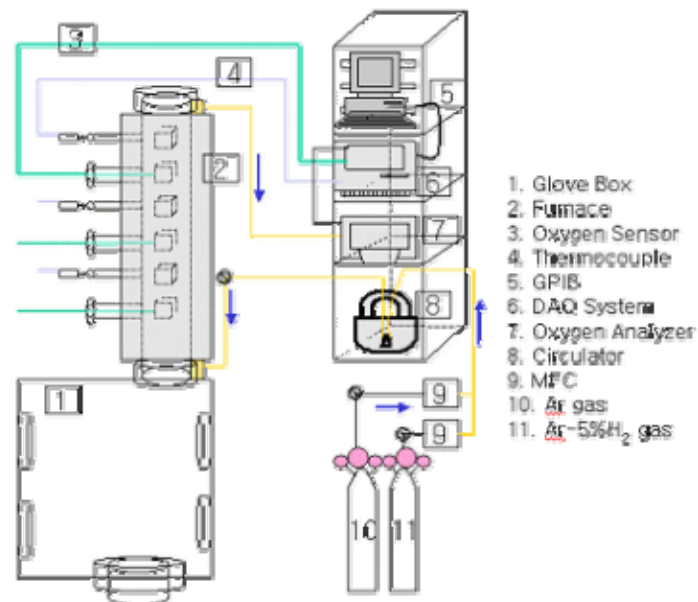 3
4
5
2
6
7
8
1
9
9
10
11
1. Glove Box
2. Furnace
3. Oxygen Sensor
4. Thermocouple
5. GPIB
6. DAQ System
7. Oxygen Analyzer
8. Circulator
9. MFC
10. Ar gas
11. Ar-5%H₂ gas